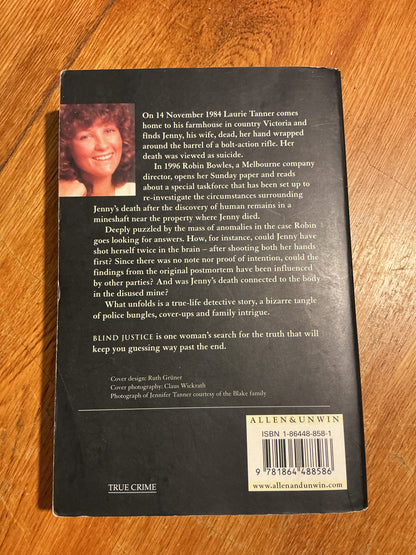 On 14 November 1984 Laurie Tanner comes
home to his farmhouse in country Victoria and
finds Jenny, his wife, dead, her hand wrapped
around the barrel of a bolt-action rifle. Her
death was viewed as suicide.
In 1996 Robin Bowles, a Melbourne company
director, opens her Sunday paper and reads
about a special taskforce that has been set up to
re-investigate the circumstances surrounding
Jenny's death after the discovery of human remains in a
mineshaft near the property where Jenny died.
Deeply puzzled by the mass of anomalies in the case Robin
goes looking for answers. How, for instance, could Jenny have
shot herself twice in the brain – after shooting both her hands
first? Since there was no note nor proof of intention, could the
findings from the original postmortem have been influenced
by other parties? And was Jenny's death connected to the body
in the disused mine?
What unfolds is a true-life detective story, a bizarre tangle
of police bungles, cover-ups and family intrigue.
BLIND JUSTICE is one woman's search for the truth that will
keep you guessing way past the end.
Cover design: Ruth Grüner
Cover photography: Claus Wickrath
Photograph of Jennifer Tanner courtesy of the Blake family
ALLEN & UNWIN
ISBN 1-86448-858-1
9 781864 488586
www.allenandunwin.com
TRUE CRIME